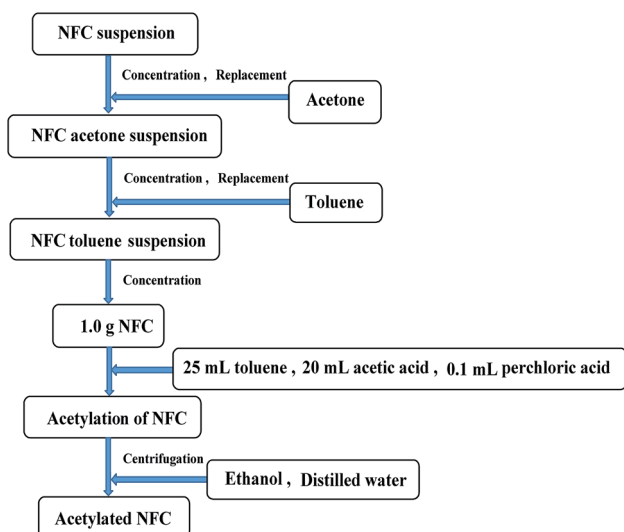 NFC suspension
Concentration , Replacement
Acetone
NFC acetone suspension
Concentration , Replacement
Toluene
NFC toluene suspension
Concentration
1.0 g NFC
25 mL toluene , 20 mL acetic acid , 0.1 mL perchloric acid
Acetylation of NFC
Centrifugation
Ethanol , Distilled water
Acetylated NFC